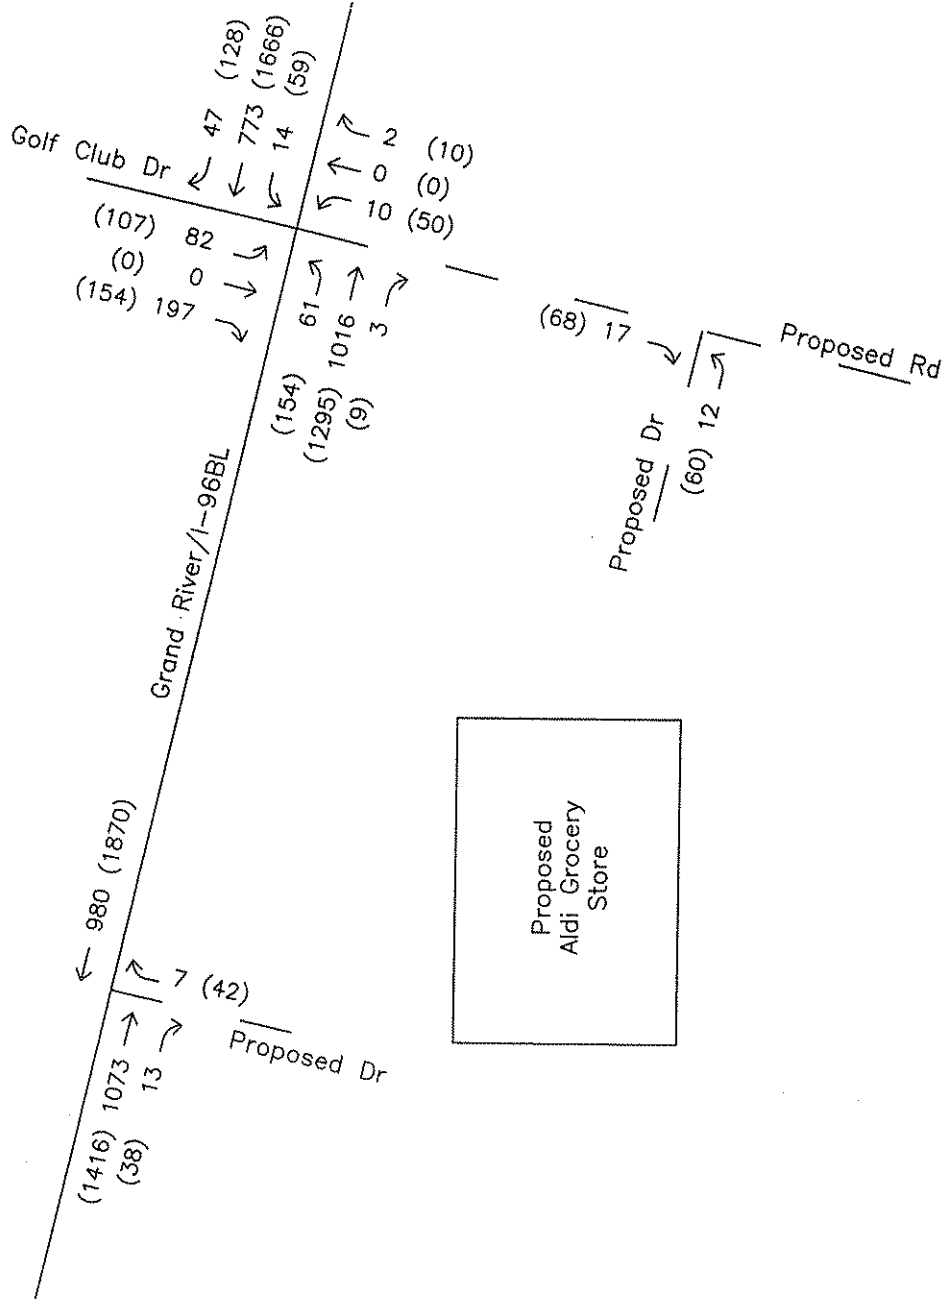 47 (128)
773 (1666)
14 (59)
Golf Club Dr
2 (10)
0 (0)
10 (50)
(107) 82
(0) 0
(154) 197
(154) 61
(1295) 1016
(9) 3
(68) 17
Proposed Rd
Proposed Dr
(60) 12
Grand River/I-96BL
Proposed
Aldi Grocery
Store
980 (1870)
7 (42)
Proposed Dr
(1416) 1073
(38) 13